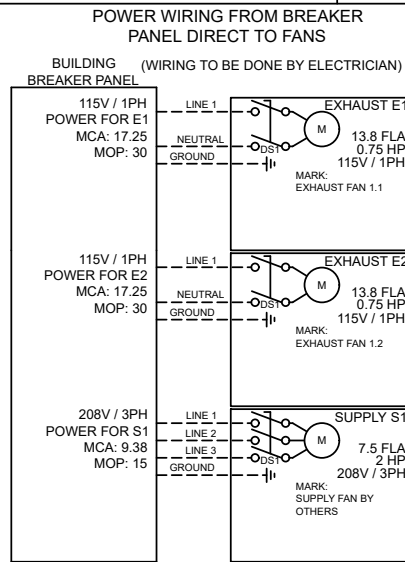 POWER WIRING FROM BREAKER
PANEL DIRECT TO FANS
BUILDING
BREAKER PANEL
(WIRING TO BE DONE BY ELECTRICIAN)
115V / 1PH
POWER FOR E1
MCA: 17.25
MOP: 30
LINE 1
NEUTRAL
GROUND
DS1
M
EXHAUST E1
13.8 FLA
0.75 HP
115V / 1PH
MARK:
EXHAUST FAN 1.1
115V / 1PH
POWER FOR E2
MCA: 17.25
MOP: 30
LINE 1
NEUTRAL
GROUND
DS1
M
EXHAUST E2
13.8 FLA
0.75 HP
115V / 1PH
MARK:
EXHAUST FAN 1.2
208V / 3PH
POWER FOR S1
MCA: 9.38
MOP: 15
LINE 1
LINE 2
LINE 3
GROUND
DS1
M
SUPPLY S1
7.5 FLA
2 HP
208V / 3PH
MARK:
SUPPLY FAN BY
OTHERS